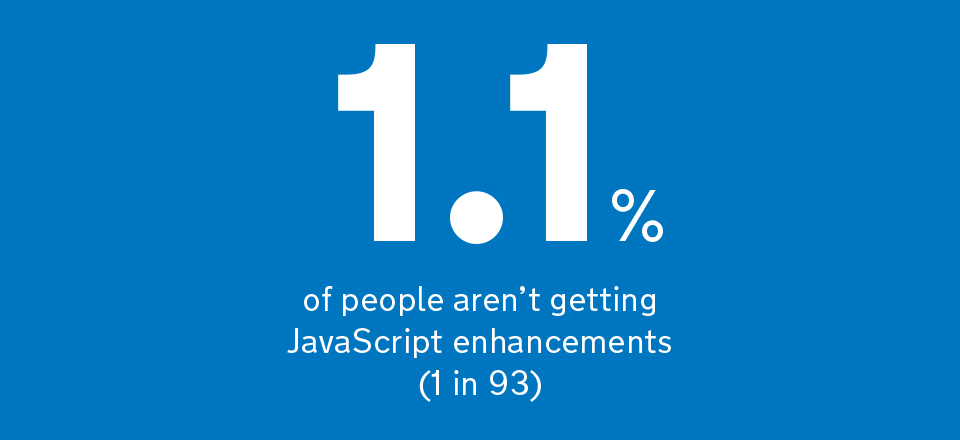 1.1%
of people aren’t getting
JavaScript enhancements
(1 in 93)